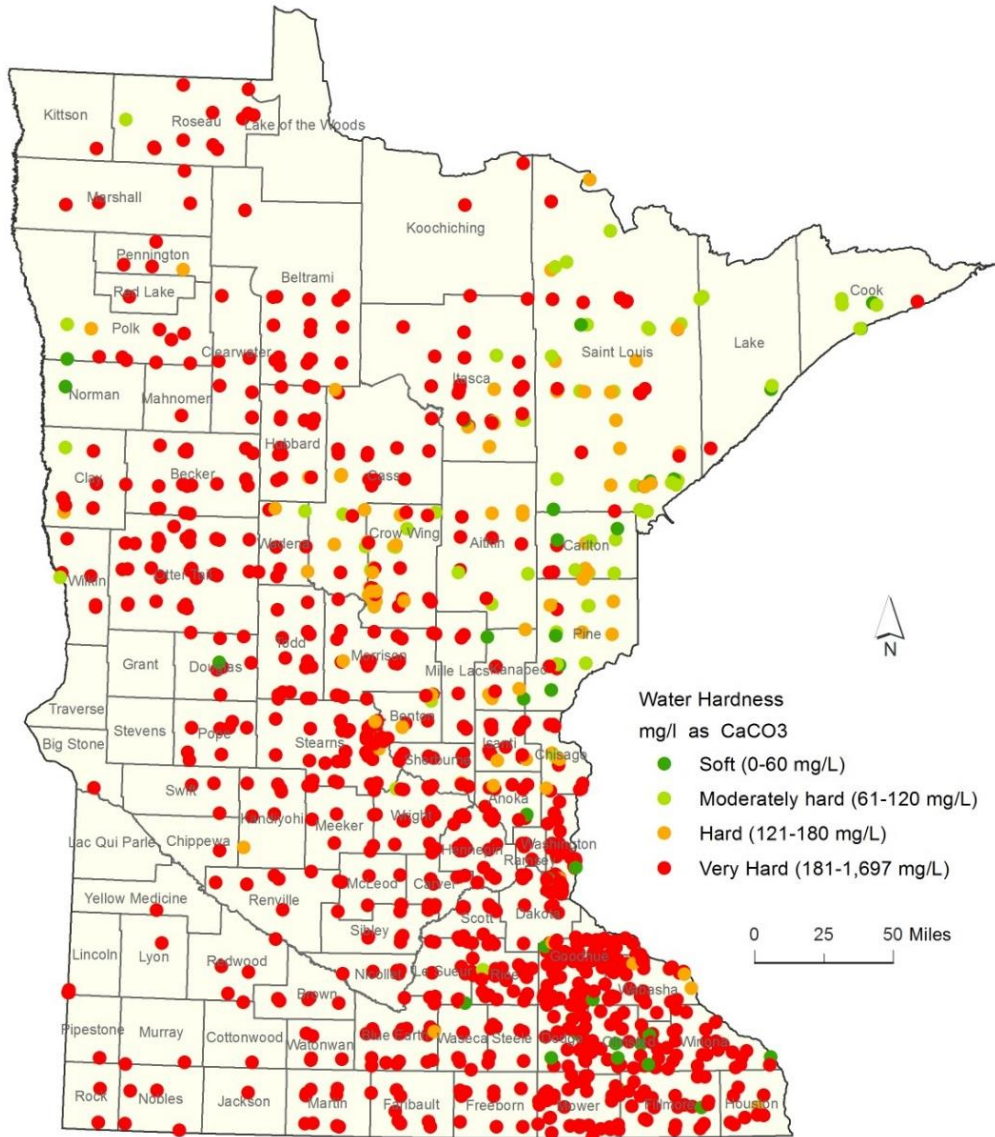 Kittson
Roseau
Lake of the Woods
Marshall
Koochiching
Pennington
Beltrami
Red Lake
Cook
Polk
Clearwater
Saint Louis
Lake
Itasca
Norman
Mahnomen
Hubbard
Cass
Clay
Becker
Crow Wing
Wadena
Aitkin
Carlton
Wilkin
Otter Tail
Pine
Todd
Morrison
Grant
Douglas
Mille Lacs
Kanabec
N
Traverse
Benton
Stevens
Pope
Big Stone
Stearns
Isanti
Sherburne
Chisago
Swift
Anoka
Kandiyohi
Meeker
Wright
Lac Qui Parle
Chippewa
Hennepin
Washington
Ramsey
McLeod
Carver
Yellow Medicine
Renville
Scott
Dakota
Sibley
Lincoln
Lyon
Redwood
Nicollet
Le Sueur
Rice
Goodhue
Wabasha
Brown
Pipestone
Murray
Cottonwood
Watonwan
Blue Earth
Waseca
Steele
Dodge
Olmsted
Winona
Rock
Nobles
Jackson
Martin
Faribault
Freeborn
Mower
Fillmore
Houston
Water Hardness
mg/l as CaCO3
Soft (0-60 mg/L)
Moderately hard (61-120 mg/L)
Hard (121-180 mg/L)
Very Hard (181-1,697 mg/L)
0 25 50 Miles